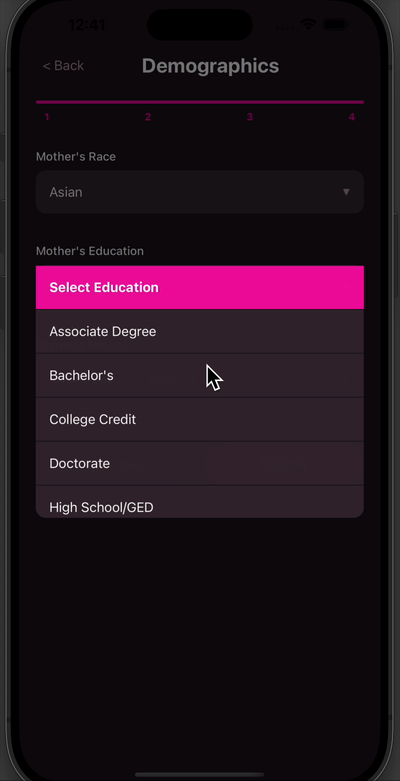 12:41
< Back
Demographics
1 2 3 4
Mother's Race
Asian
Mother's Education
Select Education
Associate Degree
Bachelor's
College Credit
Doctorate
High School/GED